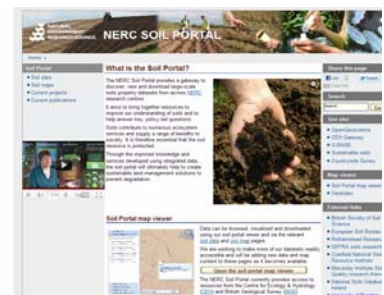 NATURAL
ENVIRONMENT
RESEARCH COUNCIL
NERC SOIL PORTAL
Home »
Soil Portal
Soil data
Soil maps
Current projects
Current publications
What is the Soil Portal?
The NERC Soil Portal provides a gateway to
discover, view and download large-scale
soils property datasets from across NERC
research centres.
It aims to bring together resources to
improve our understanding of soils and to
help answer key, policy-led questions.
Soils contribute to numerous ecosystem
services and supply a range of benefits to
society. It is therefore essential that the soil
resource is protected.
Through the improved knowledge and
services developed using integrated data,
the soil portal will ultimately help to create
sustainable land management solutions to
prevent degradation.
Soil Portal map viewer
Data can be browsed, visualised and downloaded
using our soil portal viewer and via the relevant
soil data and soil map pages.
We are working to make more of our datasets readily
accessible and will be adding new data and map
content to these pages as it becomes available.
Open the soil portal map viewer
The NERC Soil Portal currently provides access to
resources from the Centre for Ecology & Hydrology
(CEH) and British Geological Survey (BGS)
Share this page
Like
Tweet
Search
See also
OpenGeoscience
CEH Gateway
Sustainable soils
Countryside Survey
Map viewer
Soil Portal map viewer
External links
British Society of Soil
Science
European Soil Bureau
Rothamsted Research
DEFRA soils research
Cranfield National Soil
Resources Institute
Macaulay Institute Soil
Quality research theme
National Soils Database
Ireland